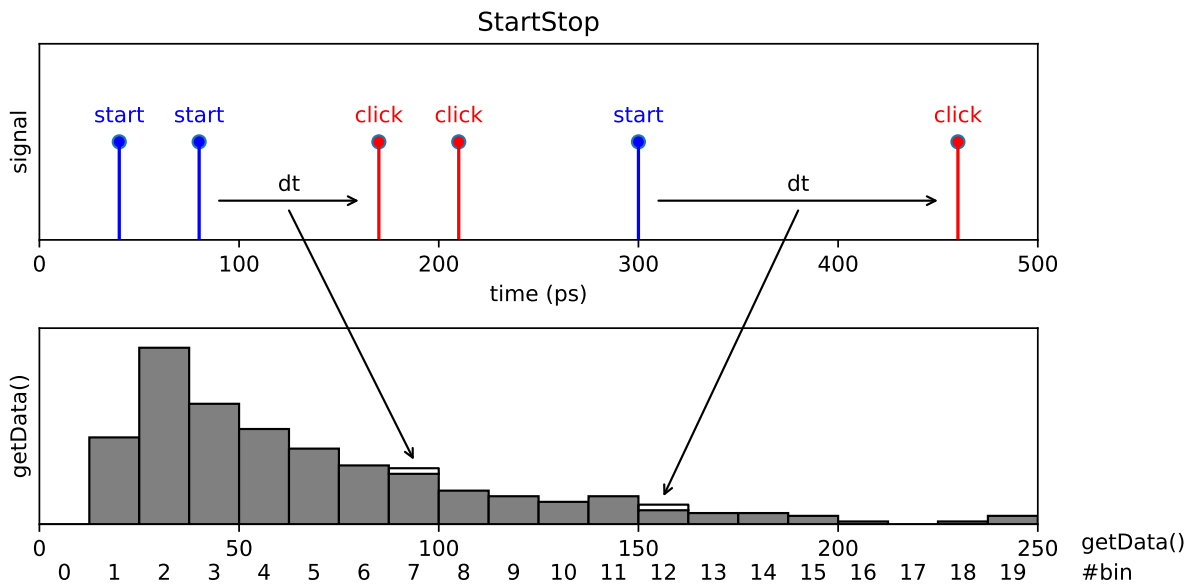 StartStop
signal
start start click click start click
dt dt
0 100 200 300 400 500
time (ps)
getData()
0 50 100 150 200 250 getData()
0 1 2 3 4 5 6 7 8 9 10 11 12 13 14 15 16 17 18 19 #bin